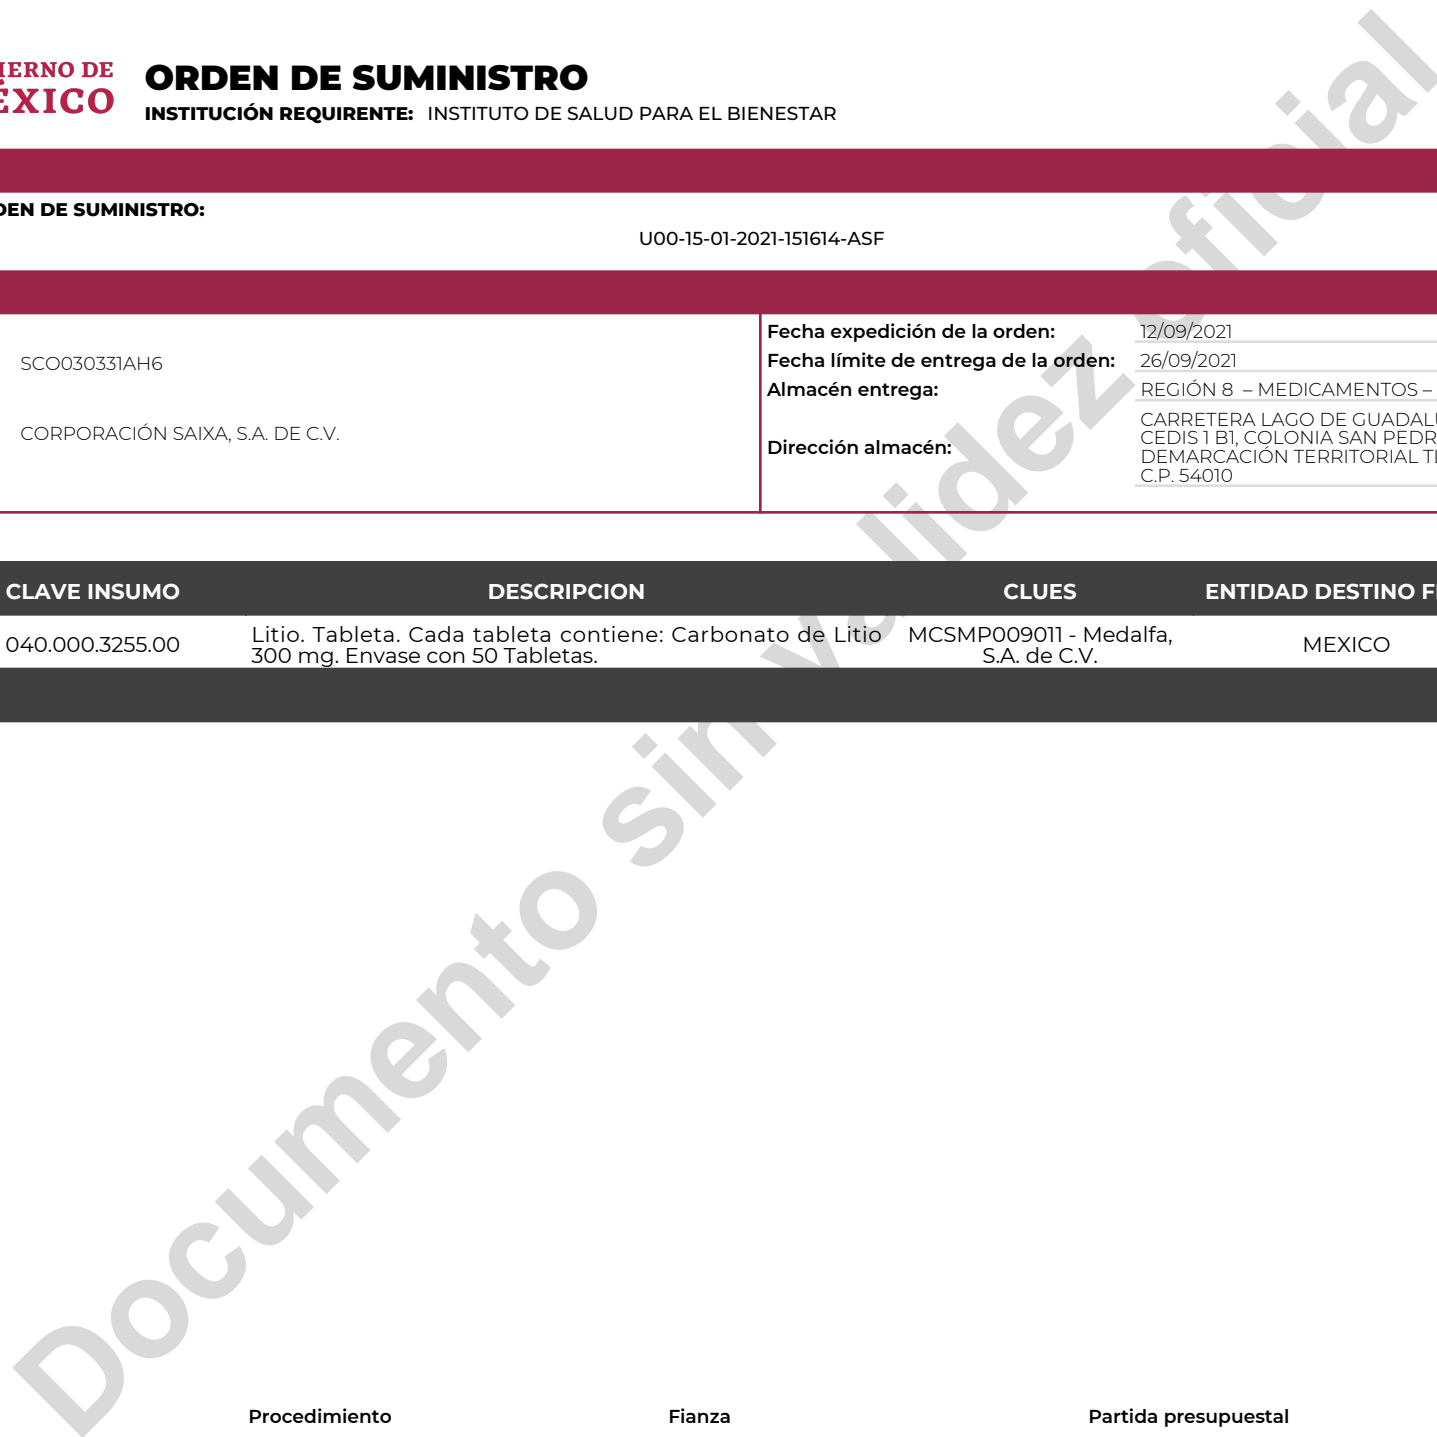 IERNO DE
ÉXICO
ORDEN DE SUMINISTRO
INSTITUCIÓN REQUIRENTE: INSTITUTO DE SALUD PARA EL BIENESTAR
DEN DE SUMINISTRO:
U00-15-01-2021-151614-ASF
SCO030331AH6
CORPORACIÓN SAIXA, S.A. DE C.V.
Fecha expedición de la orden: 12/09/2021
Fecha límite de entrega de la orden: 26/09/2021
Almacén entrega: REGIÓN 8 – MEDICAMENTOS –
Dirección almacén:
CARRETERA LAGO DE GUADALU
CEDIS 1 B1, COLONIA SAN PEDR
DEMARCACIÓN TERRITORIAL TL
C.P. 54010
CLAVE INSUMO DESCRIPCION CLUES ENTIDAD DESTINO F
040.000.3255.00
Litio. Tableta. Cada tableta contiene: Carbonato de Litio
300 mg. Envase con 50 Tabletas.
MCSMP009011 - Medalfa,
S.A. de C.V.
MEXICO
Documento sin validez oficial
Procedimiento Fianza Partida presupuestal